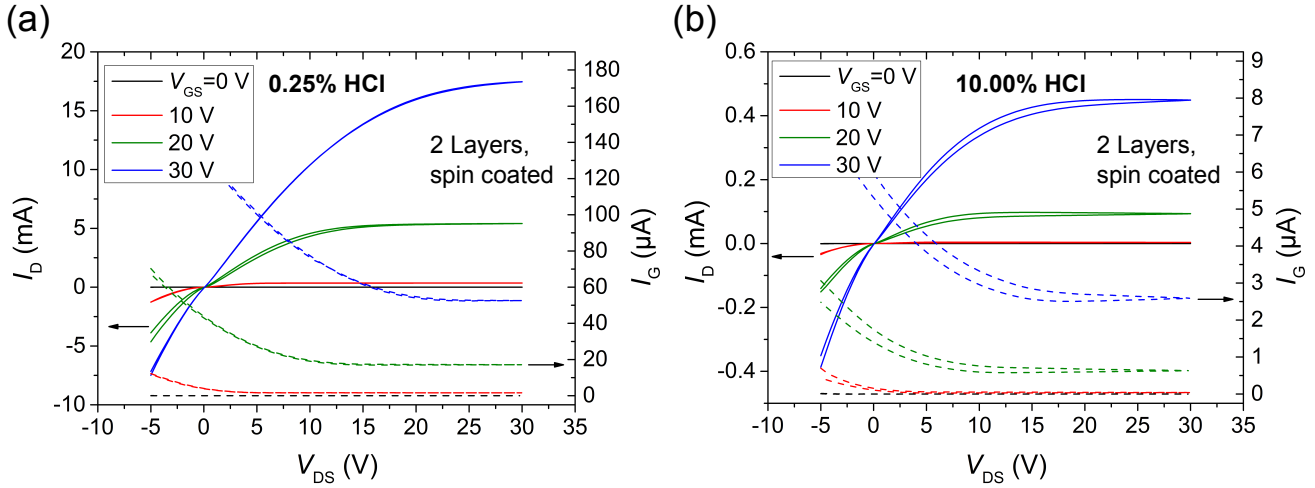 (a)
20
15
10
5
0
-5
-10
I_D (mA)
V_GS=0 V
10 V
20 V
30 V
0.25% HCl
2 Layers,
spin coated
180
160
140
120
100
80
60
40
20
0
I_G (μA)
-10 -5 0 5 10 15 20 25 30 35
V_DS (V)
(b)
0.6
0.4
0.2
0.0
-0.2
-0.4
I_D (mA)
V_GS=0 V
10 V
20 V
30 V
10.00% HCl
2 Layers,
spin coated
9
8
7
6
5
4
3
2
1
0
I_G (μA)
-10 -5 0 5 10 15 20 25 30 35
V_DS (V)